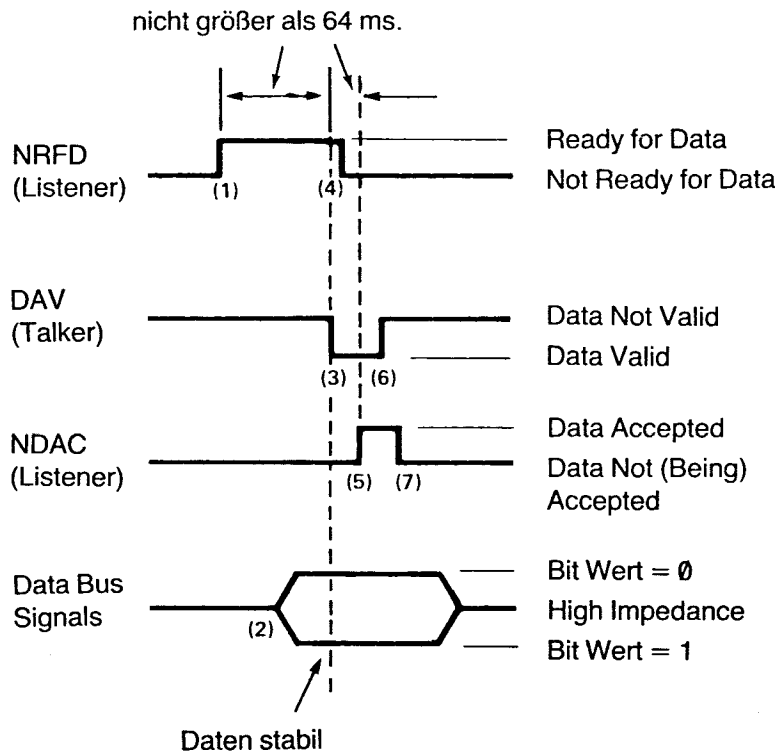 nicht größer als 64 ms.
NRFD
(Listener)
(1)
(4)
Ready for Data
Not Ready for Data
DAV
(Talker)
(3)
(6)
Data Not Valid
Data Valid
NDAC
(Listener)
(5)
(7)
Data Accepted
Data Not (Being)
Accepted
Data Bus
Signals
(2)
Bit Wert = 0
High Impedance
Bit Wert = 1
Daten stabil